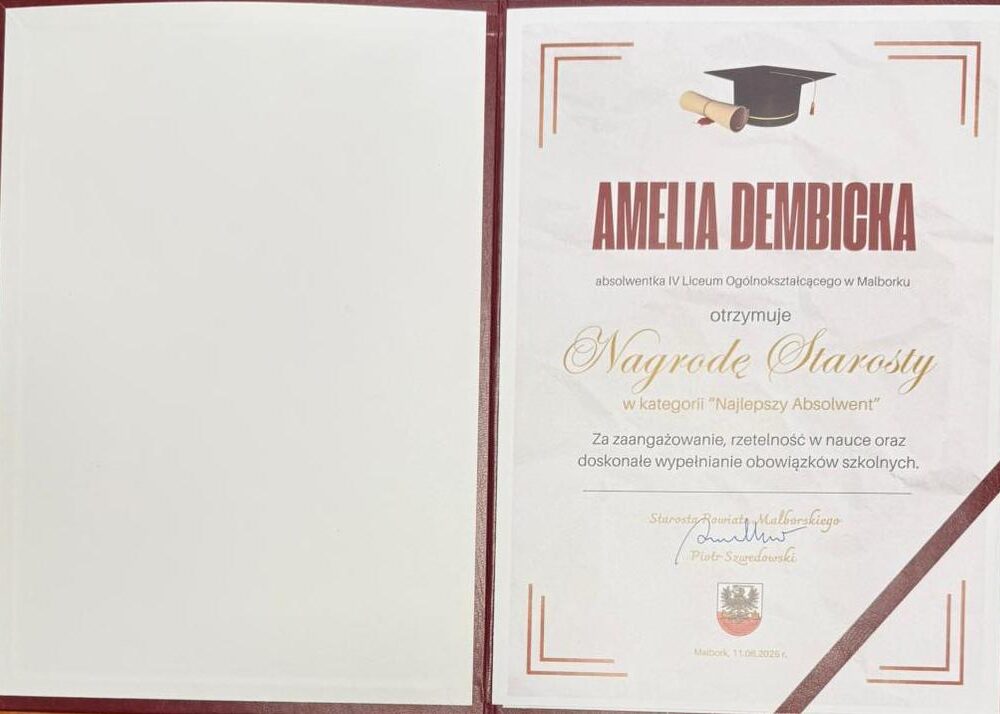 AMELIA DEMBICKA
absolwentka IV Liceum Ogólnokształcącego w Malborku
otrzymuje
Nagrodę Starosty
w kategorii "Najlepszy Absolwent"
Za zaangażowanie, rzetelność w nauce oraz
doskonałe wypełnianie obowiązków szkolnych.
Starosta Powiatu Malborskiego
Piotr Szwedowski
Malbork, 11.06.2025 r.